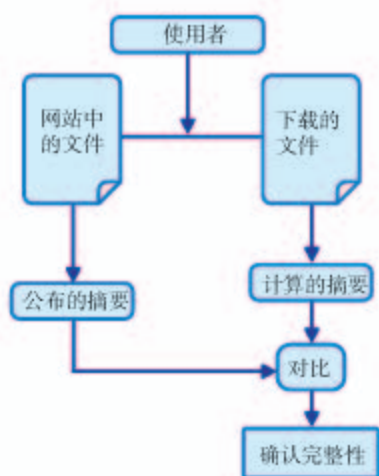 使用者
网站中
的文件
下载的
文件
公布的摘要
计算的摘要
对比
确认完整性